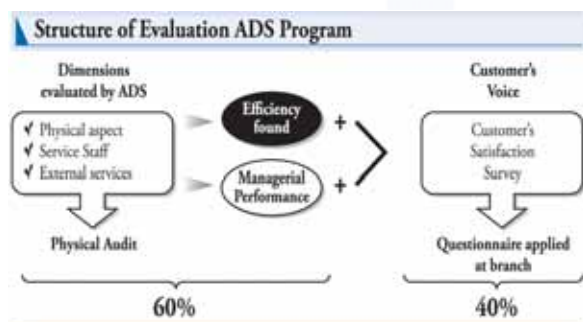 Structure of Evaluation ADS Program
Dimensions
evaluated by ADS
✓ Physical aspect
✓ Service Staff
✓ External services
Physical Audit
Efficiency
found
+
Managerial
Performance
+
Customer's
Voice
Customer's
Satisfaction
Survey
Questionnaire applied
at branch
60%
40%